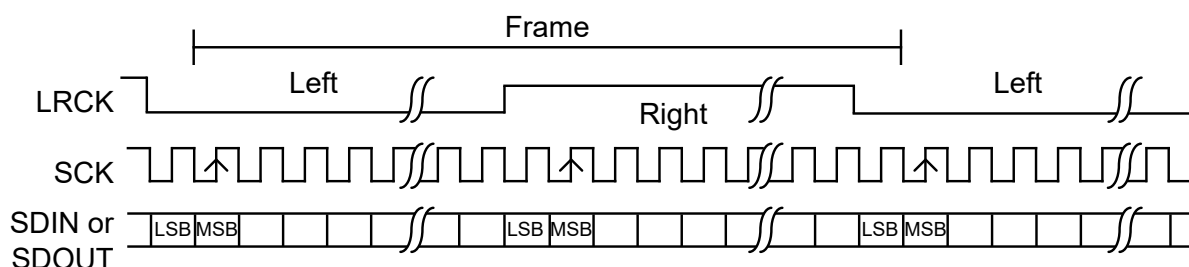 Frame
Left Left
LRCK
Right
SCK
SDIN or LSB MSB LSB MSB LSB MSB
SDOUT